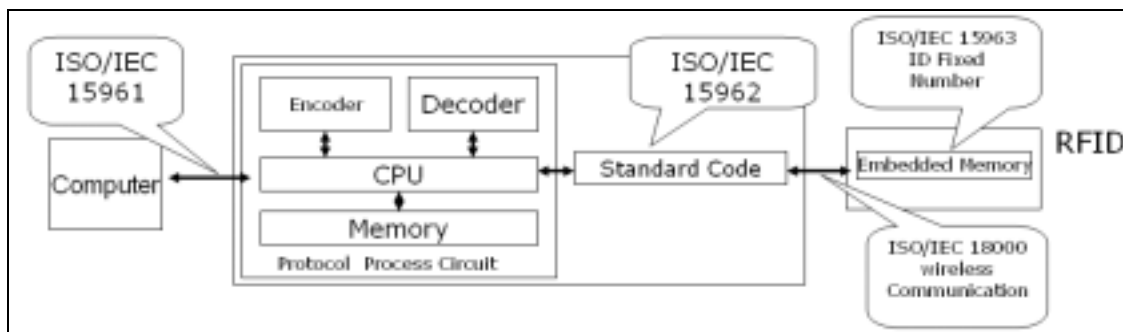 ISO/IEC
15961
Computer
Encoder
Decoder
CPU
Memory
Protocol Process Circuit
ISO/IEC
15962
Standard Code
ISO/IEC 15963
ID Fixed
Number
RFID
Embedded Memory
ISO/IEC 18000
wireless
Communication